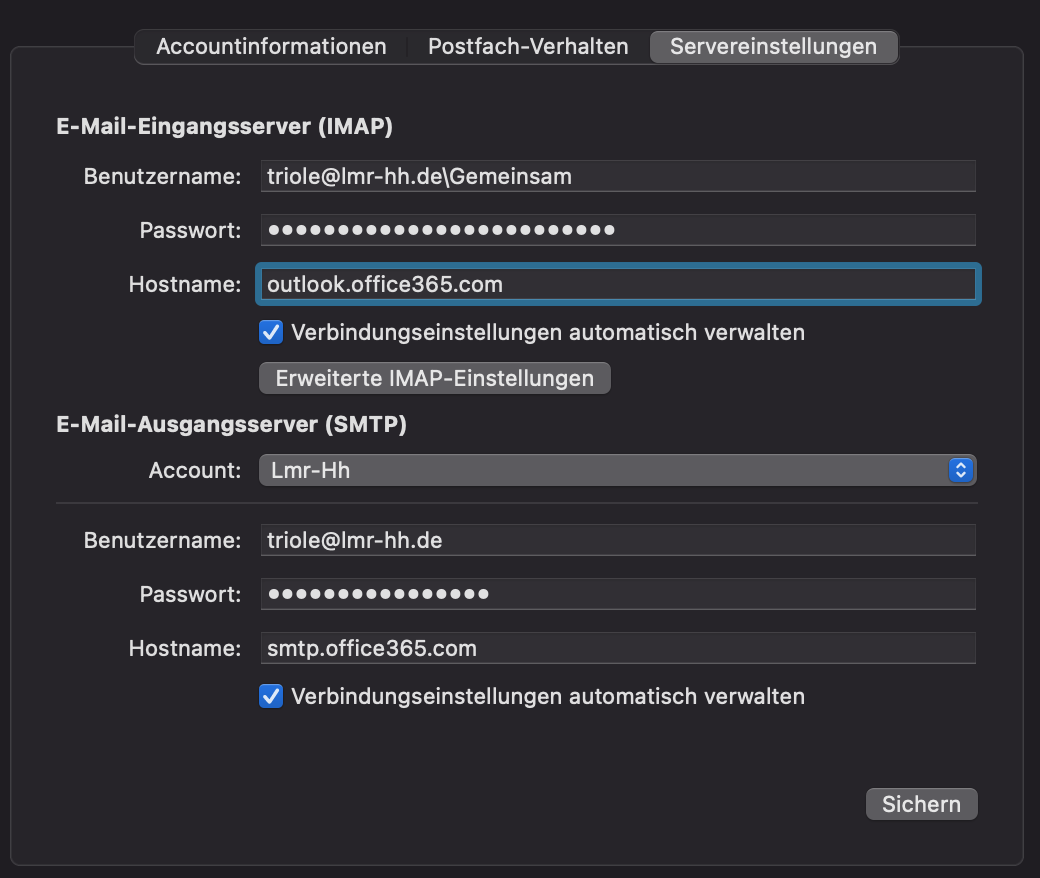 Accountinformationen
Postfach-Verhalten
Servereinstellungen
E-Mail-Eingangsserver (IMAP)
Benutzername: triole@lmr-hh.de\Gemeinsam
Passwort: •••••••••••••••••••••••••
Hostname: outlook.office365.com
Verbindungseinstellungen automatisch verwalten
Erweiterte IMAP-Einstellungen
E-Mail-Ausgangsserver (SMTP)
Account: Lmr-Hh
Benutzername: triole@lmr-hh.de
Passwort: ••••••••••••••••
Hostname: smtp.office365.com
Verbindungseinstellungen automatisch verwalten
Sichern